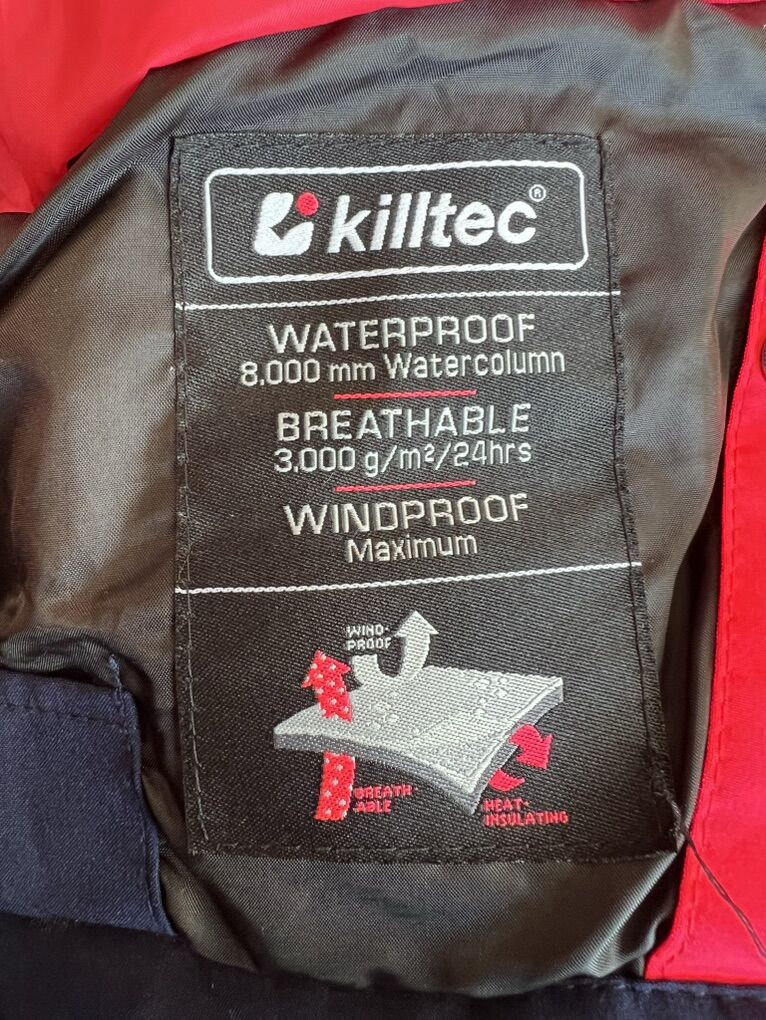 killtec®
WATERPROOF
8,000 mm Watercolumn
BREATHABLE
3,000 g/m²/24hrs
WINDPROOF
Maximum
WIND-
PROOF
BREATH-
ABLE
HEAT-
INSULATING